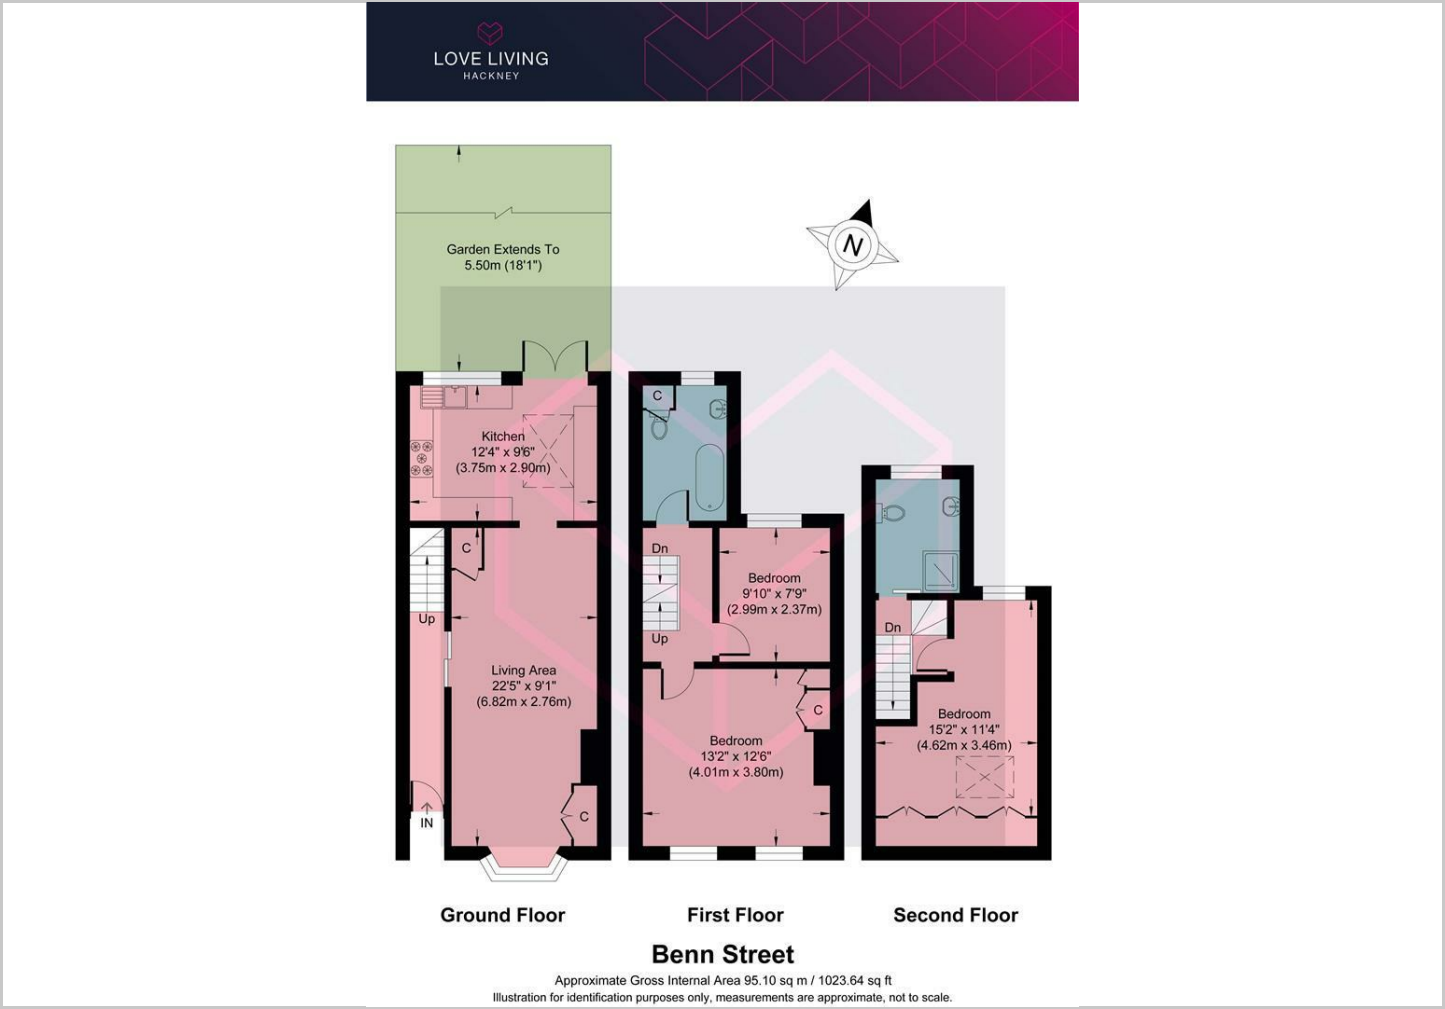 LOVE LIVING
HACKNEY
N
Garden Extends To
5.50m (18'1")
Kitchen
12'4" x 9'6"
(3.75m x 2.90m)
C
Up
Living Area
22'5" x 9'1"
(6.82m x 2.76m)
C
IN
C
Dn
Up
Bedroom
9'10" x 7'9"
(2.99m x 2.37m)
C
Bedroom
13'2" x 12'6"
(4.01m x 3.80m)
Dn
Bedroom
15'2" x 11'4"
(4.62m x 3.46m)
Ground Floor
First Floor
Second Floor
Benn Street
Approximate Gross Internal Area 95.10 sq m / 1023.64 sq ft
Illustration for identification purposes only, measurements are approximate, not to scale.